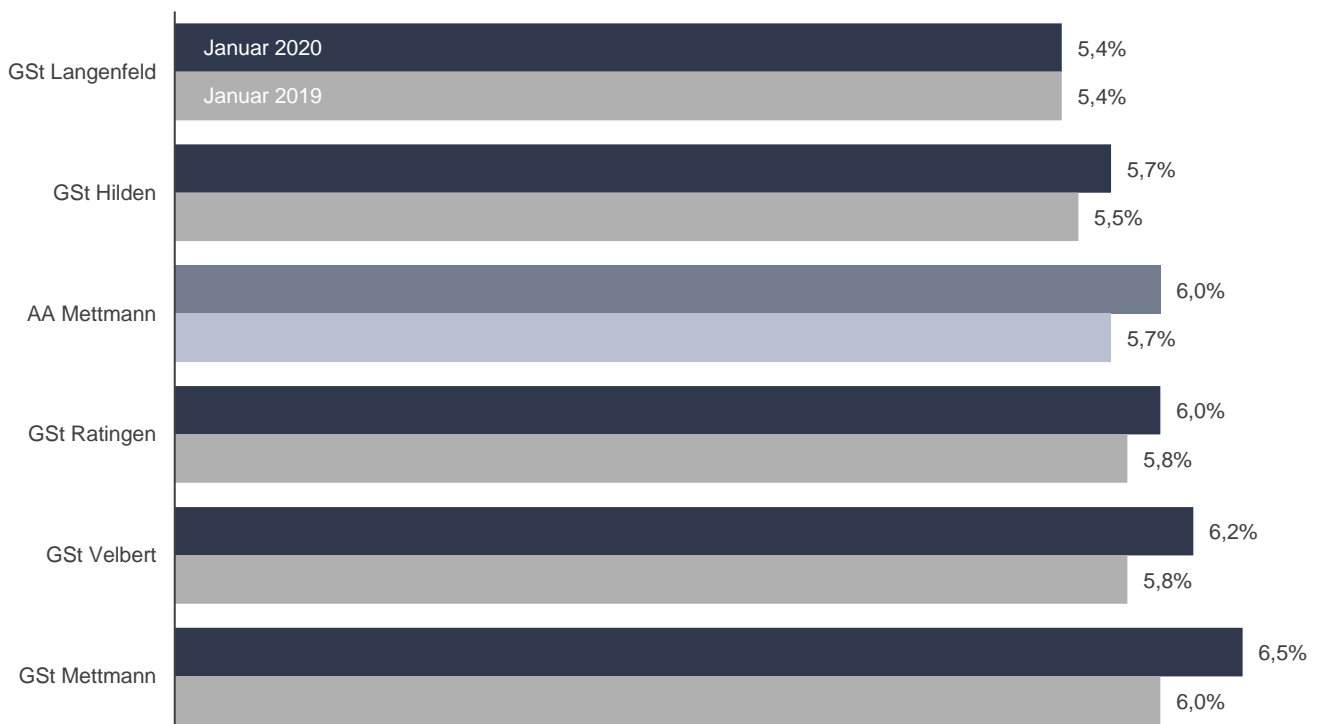 Januar 2020
5,4%
GSt Langenfeld
Januar 2019
5,4%
5,7%
GSt Hilden
5,5%
6,0%
AA Mettmann
5,7%
6,0%
GSt Ratingen
5,8%
6,2%
GSt Velbert
5,8%
6,5%
GSt Mettmann
6,0%